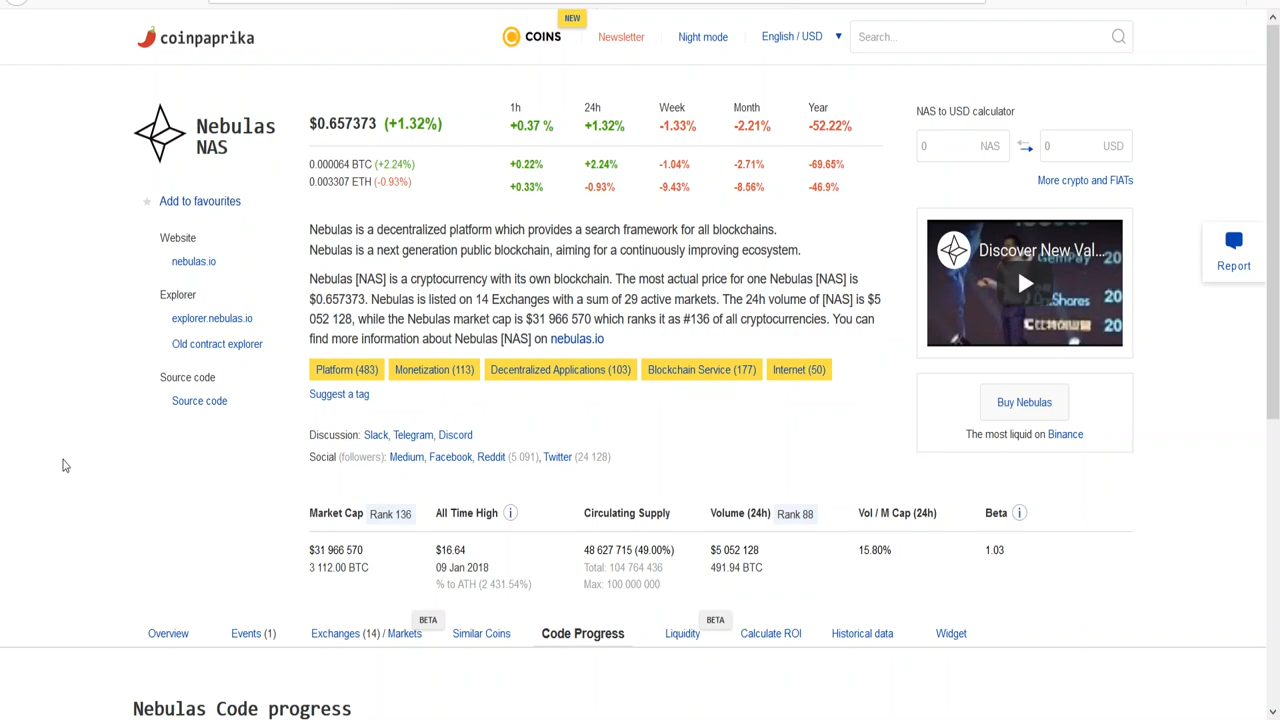 NEW
coinpaprika
COINS
Newsletter
Night mode
English / USD
Search...
Nebulas
NAS
$0.657373 (+1.32%)
1h 24h Week Month Year
+0.37 % +1.32% -1.33% -2.21% -52.22%
0.000064 BTC (+2.24%) +0.22% +2.24% -1.04% -2.71% -69.65%
0.003307 ETH (-0.93%) +0.33% -0.93% -9.43% -8.56% -46.9%
NAS to USD calculator
0 NAS 0 USD
More crypto and FIATs
Add to favourites
Website
nebulas.io
Explorer
explorer.nebulas.io
Old contract explorer
Source code
Source code
Nebulas is a decentralized platform which provides a search framework for all blockchains.
Nebulas is a next generation public blockchain, aiming for a continuously improving ecosystem.
Nebulas [NAS] is a cryptocurrency with its own blockchain. The most actual price for one Nebulas [NAS] is
$0.657373. Nebulas is listed on 14 Exchanges with a sum of 29 active markets. The 24h volume of [NAS] is $5
052 128, while the Nebulas market cap is $31 966 570 which ranks it as #136 of all cryptocurrencies. You can
find more information about Nebulas [NAS] on nebulas.io
Platform (483) Monetization (113) Decentralized Applications (103) Blockchain Service (177) Internet (50)
Suggest a tag
Discussion: Slack, Telegram, Discord
Social (followers): Medium, Facebook, Reddit (5 091), Twitter (24 128)
Discover New Val...
Shares
Report
Buy Nebulas
The most liquid on Binance
Market Cap Rank 136 All Time High Circulating Supply Volume (24h) Rank 88 Vol / M Cap (24h) Beta
$31 966 570 $16.64 48 627 715 (49.00%) $5 052 128 15.80% 1.03
3 112.00 BTC 09 Jan 2018 Total: 104 764 436 491.94 BTC
% to ATH (2 431.54%) Max: 100 000 000
BETA BETA
Overview Events (1) Exchanges (14) / Markets Similar Coins Code Progress Liquidity Calculate ROI Historical data Widget
Nebulas Code progress